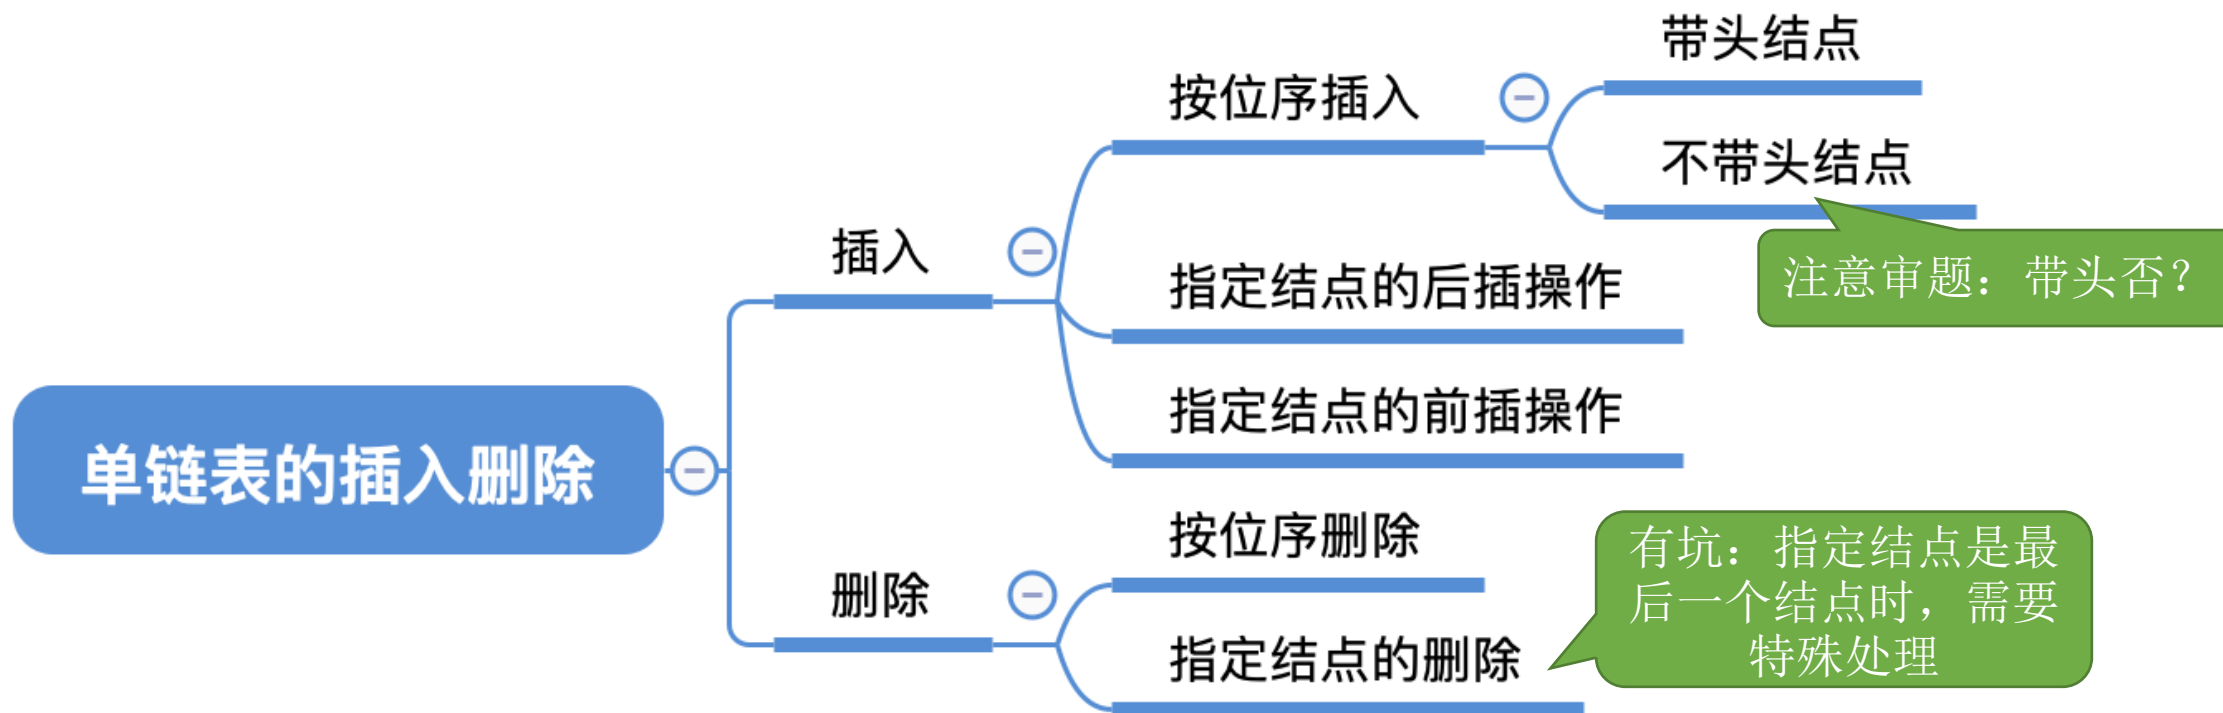 带头结点
按位序插入
不带头结点
插入
注意审题：带头否？
指定结点的后插操作
指定结点的前插操作
单链表的插入删除
按位序删除
有坑：指定结点是最
后一个结点时，需要
特殊处理
删除
指定结点的删除